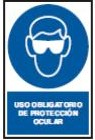 USO OBLIGATORIO
DE PROTECCIÓN
OCULAR